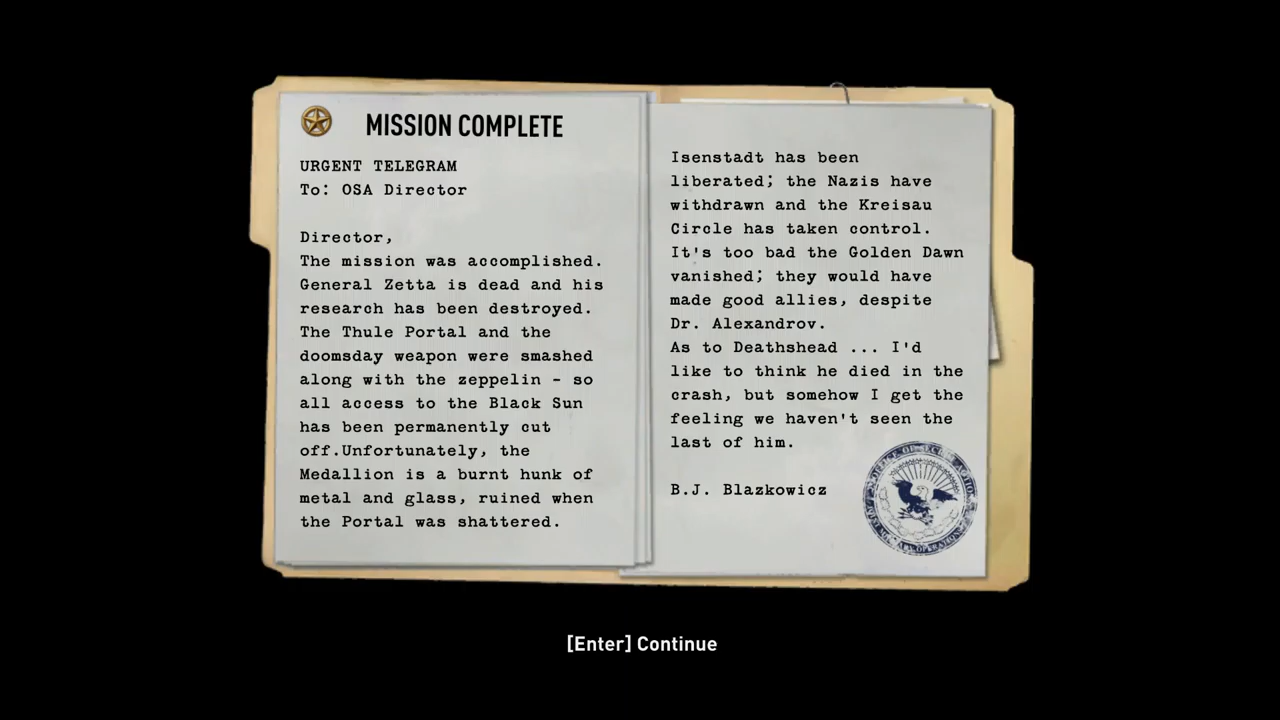 MISSION COMPLETE
URGENT TELEGRAM
To: OSA Director
Director,
The mission was accomplished.
General Zetta is dead and his
research has been destroyed.
The Thule Portal and the
doomsday weapon were smashed
along with the zeppelin - so
all access to the Black Sun
has been permanently cut
off.Unfortunately, the
Medallion is a burnt hunk of
metal and glass, ruined when
the Portal was shattered.
Isenstadt has been
liberated; the Nazis have
withdrawn and the Kreisau
Circle has taken control.
It's too bad the Golden Dawn
vanished; they would have
made good allies, despite
Dr. Alexandrov.
As to Deathshead ... I'd
like to think he died in the
crash, but somehow I get the
feeling we haven't seen the
last of him.
B.J. Blazkowicz
OFFICE OF SECRET ACTIONS
[Enter] Continue